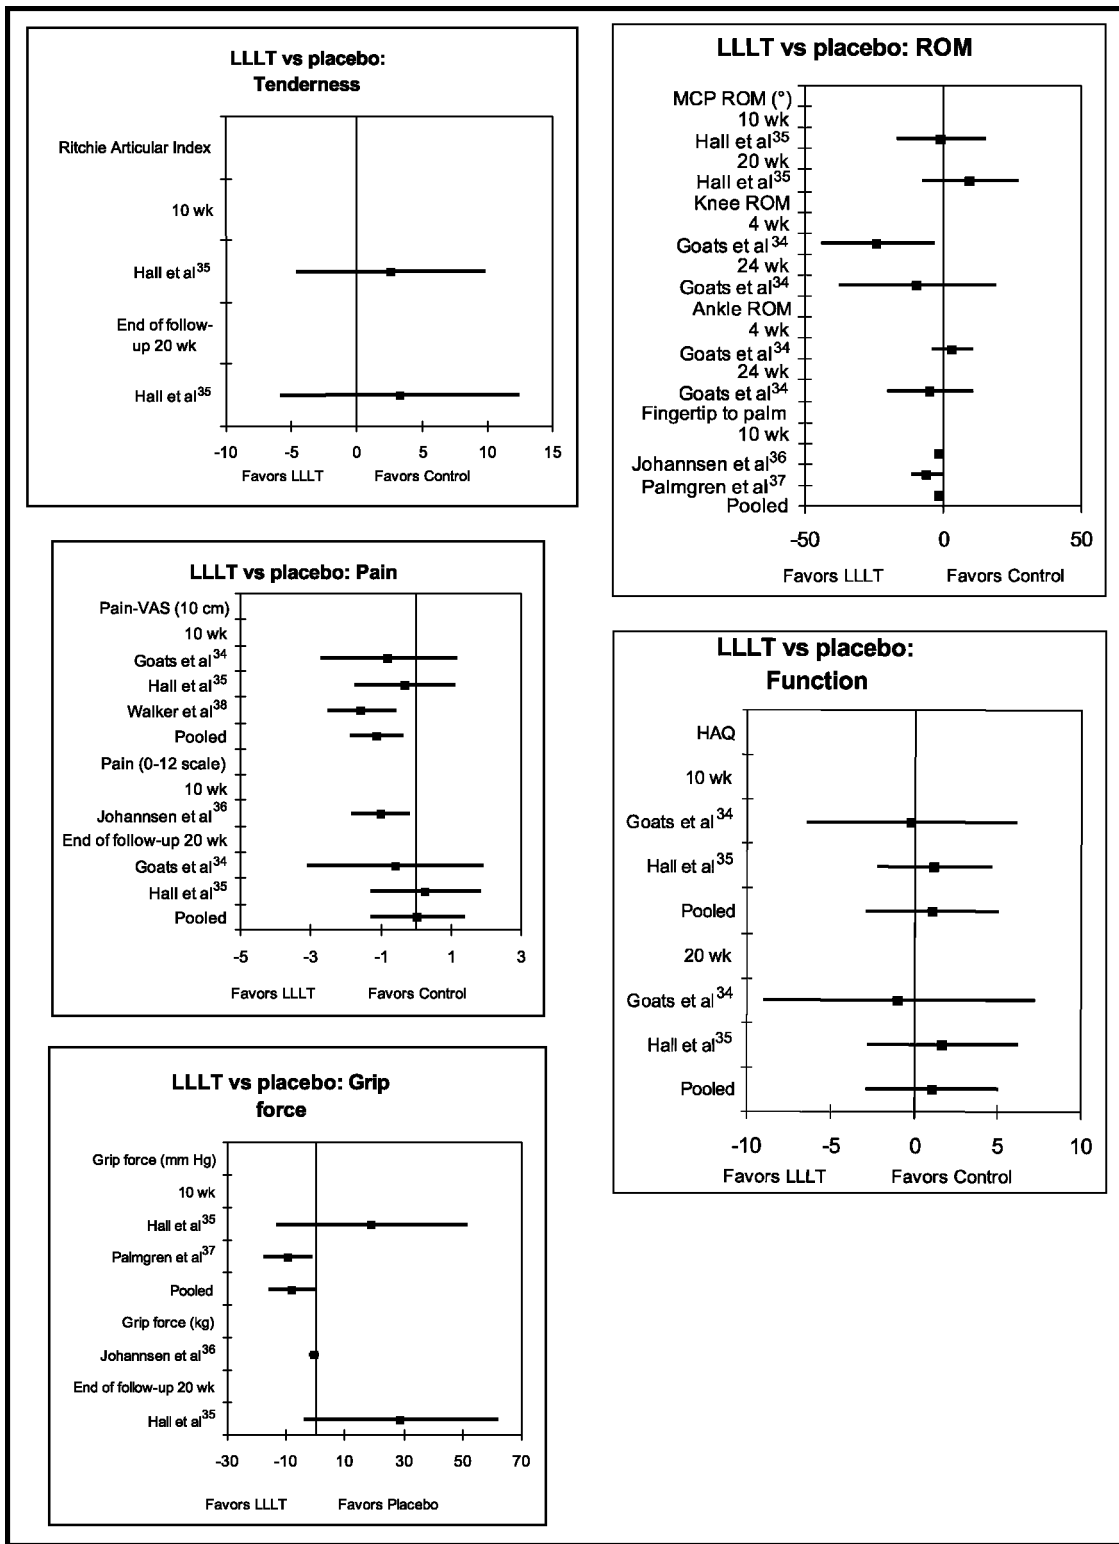 LLLT vs placebo:
Tenderness
Ritchie Articular Index
10 wk
Hall et al35
End of follow-
up 20 wk
Hall et al35
-10 -5 0 5 10 15
Favors LLLT Favors Control
LLLT vs placebo: ROM
MCP ROM (°)
10 wk
Hall et al35
20 wk
Hall et al35
Knee ROM
4 wk
Goats et al34
24 wk
Goats et al34
Ankle ROM
4 wk
Goats et al34
24 wk
Goats et al34
Fingertip to palm
10 wk
Johannsen et al36
Palmgren et al37
Pooled
-50 0 50
Favors LLLT Favors Control
LLLT vs placebo: Pain
Pain-VAS (10 cm)
10 wk
Goats et al34
Hall et al35
Walker et al38
Pooled
Pain (0-12 scale)
10 wk
Johannsen et al36
End of follow-up 20 wk
Goats et al34
Hall et al35
Pooled
-5 -3 -1 1 3
Favors LLLT Favors Control
LLLT vs placebo:
Function
HAQ
10 wk
Goats et al34
Hall et al35
Pooled
20 wk
Goats et al34
Hall et al35
Pooled
-10 -5 0 5 10
Favors LLLT Favors Control
LLLT vs placebo: Grip
force
Grip force (mm Hg)
10 wk
Hall et al35
Palmgren et al37
Pooled
Grip force (kg)
Johannsen et al36
End of follow-up 20 wk
Hall et al35
-30 -10 10 30 50 70
Favors LLLT Favors Placebo